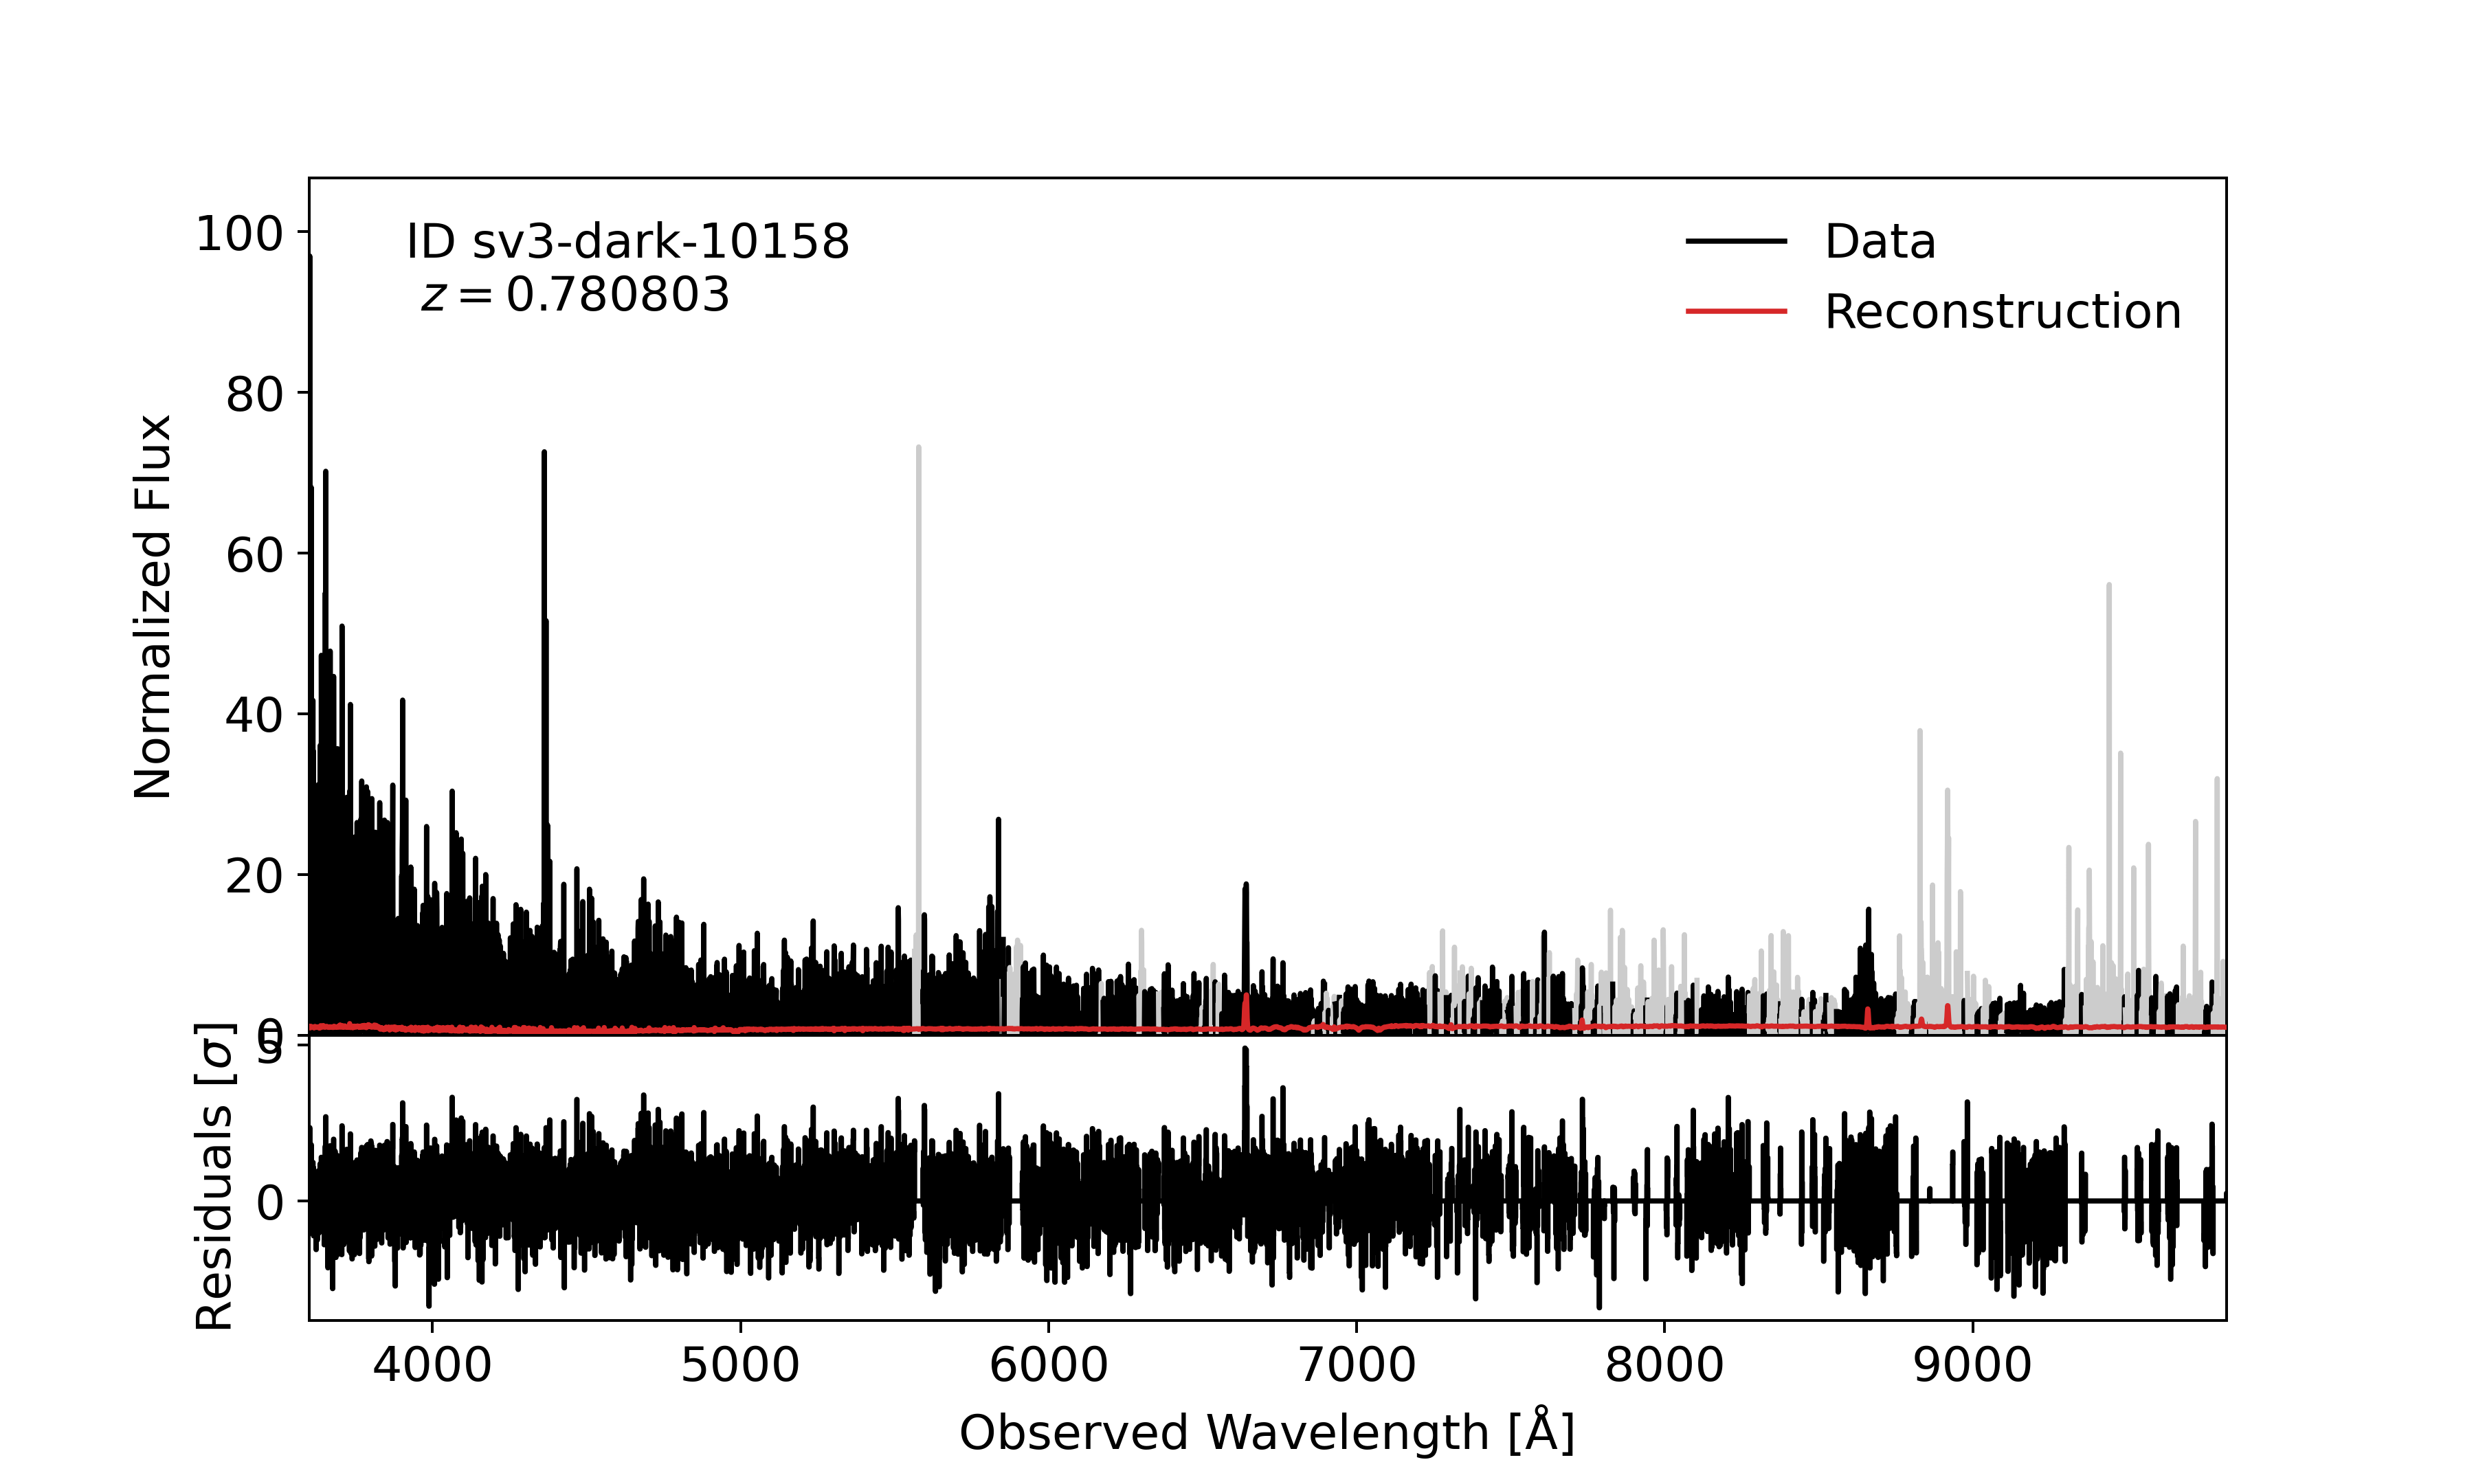 ID sv3-dark-10158
z = 0.780803
Data
Reconstruction
Normalized Flux
100
80
60
40
20
0
Residuals [σ]
5
0
4000 5000 6000 7000 8000 9000
Observed Wavelength [Å]